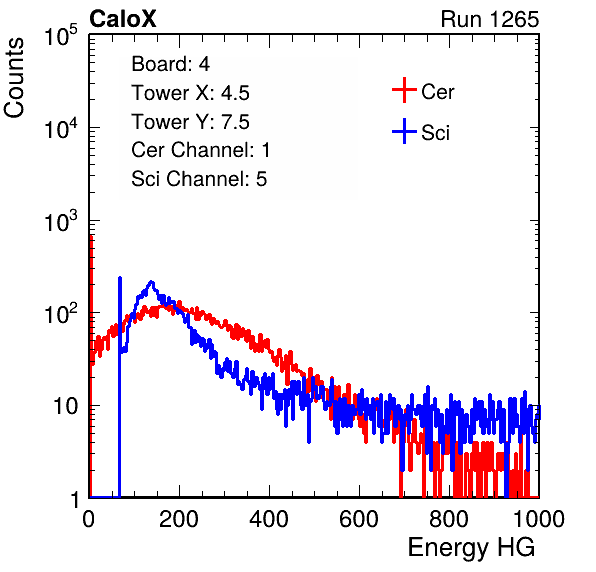 CaloX Run 1265
Counts
Board: 4
Tower X: 4.5
Tower Y: 7.5
Cer Channel: 1
Sci Channel: 5
Cer
Sci
10^5
10^4
10^3
10^2
10
1
0 200 400 600 800 1000
Energy HG